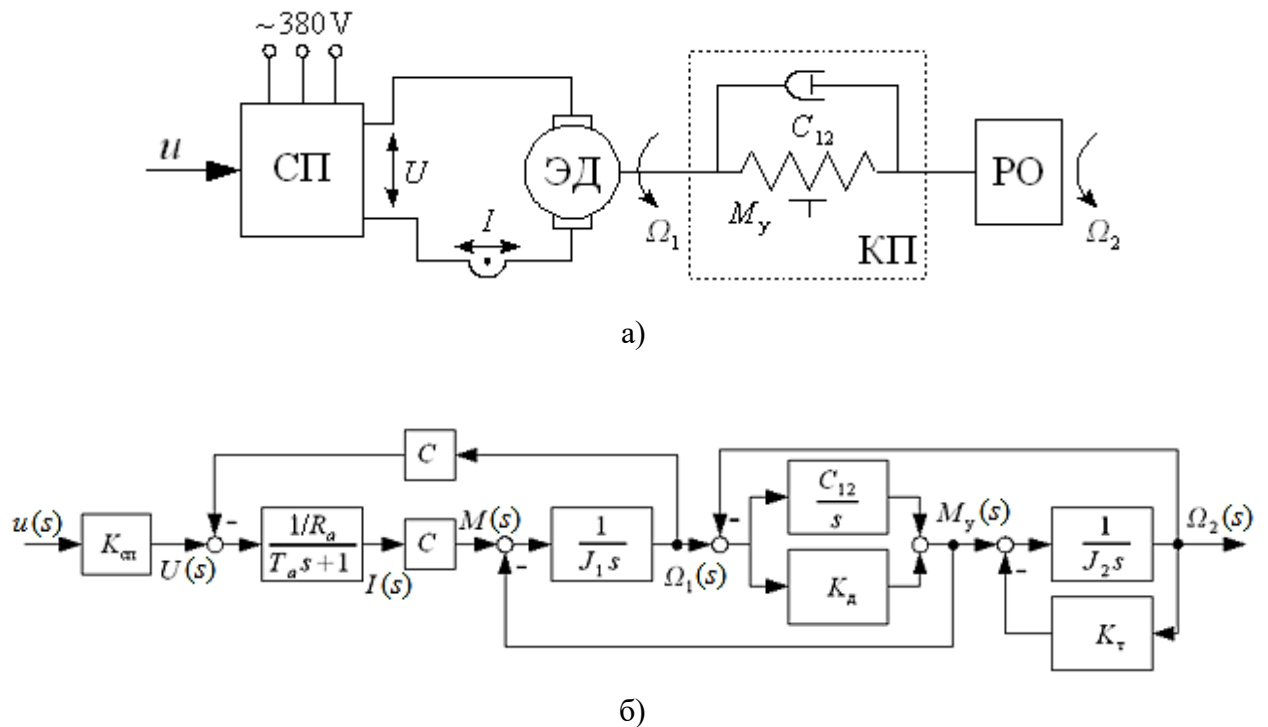 ~380 V
u
СП
U
I
ЭД
Ω₁
C₁₂
Mᵧ
КП
РО
Ω₂
а)
u(s)
Kсп
U(s)
-
C
1/Rₐ
Tₐs+1
I(s)
C
M(s)
-
1
J₁s
Ω₁(s)
-
C₁₂
s
Kд
Mу(s)
-
1
J₂s
Kт
Ω₂(s)
б)